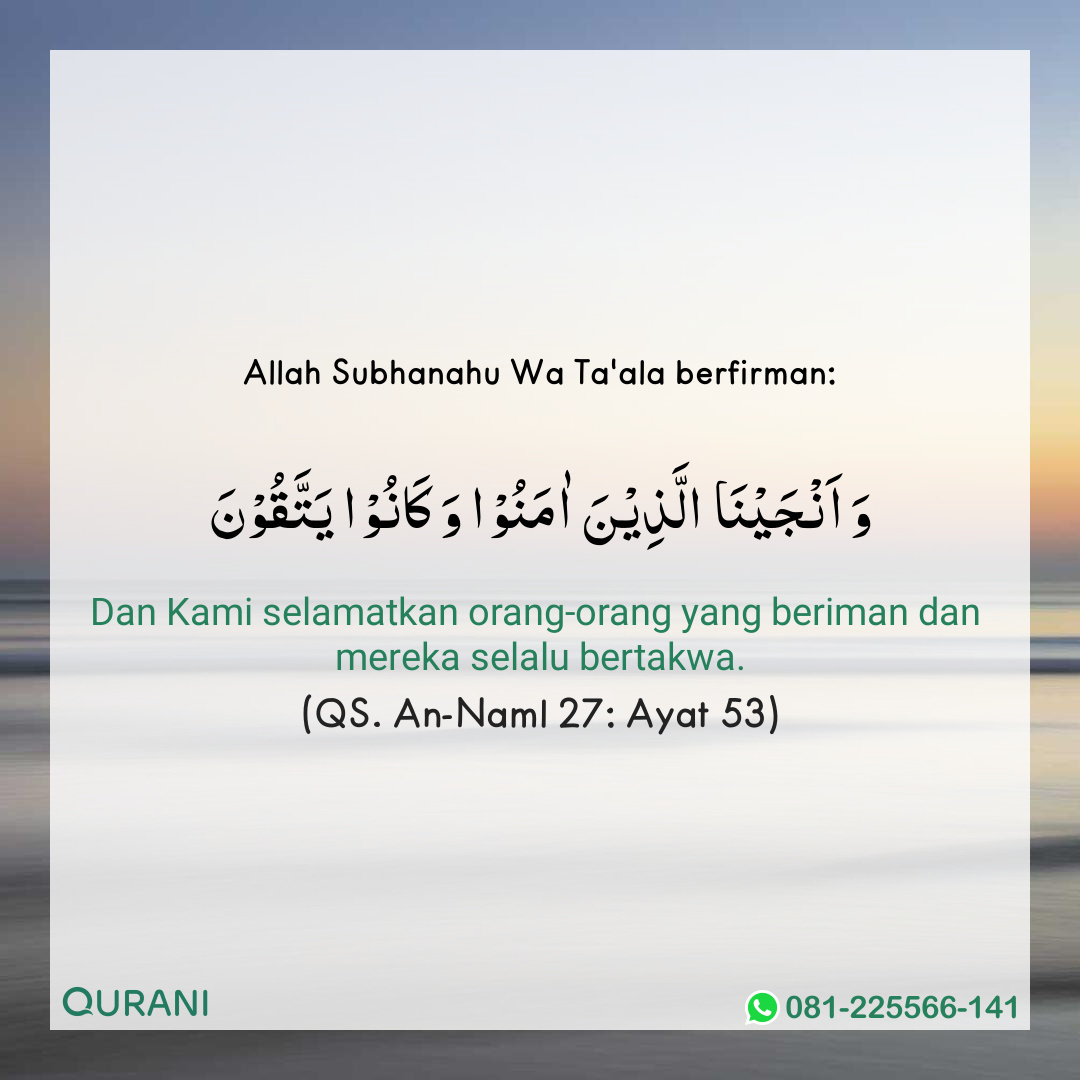 Allah Subhanahu Wa Ta'ala berfirman:
وَاَنْجَيْنَا الَّذِيْنَ اٰمَنُوْا وَكَانُوْا يَتَّقُوْنَ
Dan Kami selamatkan orang-orang yang beriman dan
mereka selalu bertakwa.
(QS. An-Naml 27: Ayat 53)
QURANI
081-225566-141